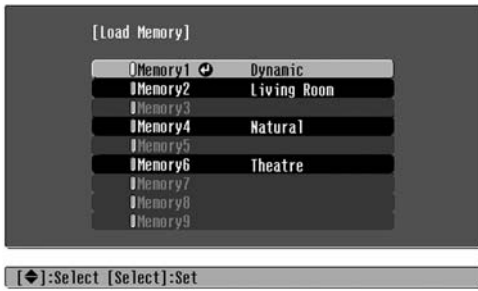 [Load Memory]
Memory1 Dynamic
Memory2 Living Room
Memory3
Memory4 Natural
Memory5
Memory6 Theatre
Memory7
Memory8
Memory9
[◆]:Select [Select]:Set